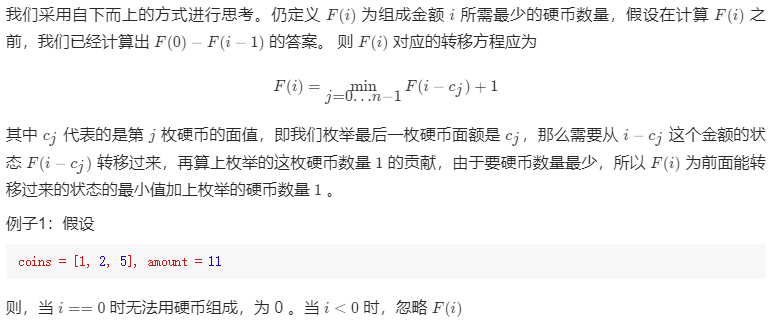 我们采用自下而上的方式进行思考。仍定义 F(i) 为组成金额 i 所需最少的硬币数量，假设在计算 F(i) 之
前，我们已经计算出 F(0) − F(i − 1) 的答案。 则 F(i) 对应的转移方程应为
F(i) = min_{j=0…n−1} F(i − c_j) + 1
其中 c_j 代表的是第 j 枚硬币的面值，即我们枚举最后一枚硬币面额是 c_j，那么需要从 i − c_j 这个金额的状
态 F(i − c_j) 转移过来，再算上枚举的这枚硬币数量 1 的贡献，由于要硬币数量最少，所以 F(i) 为前面能转
移过来的状态的最小值加上枚举的硬币数量 1 。
例子1：假设
coins = [1, 2, 5], amount = 11
则，当 i == 0 时无法用硬币组成，为 0 。当 i < 0 时，忽略 F(i)